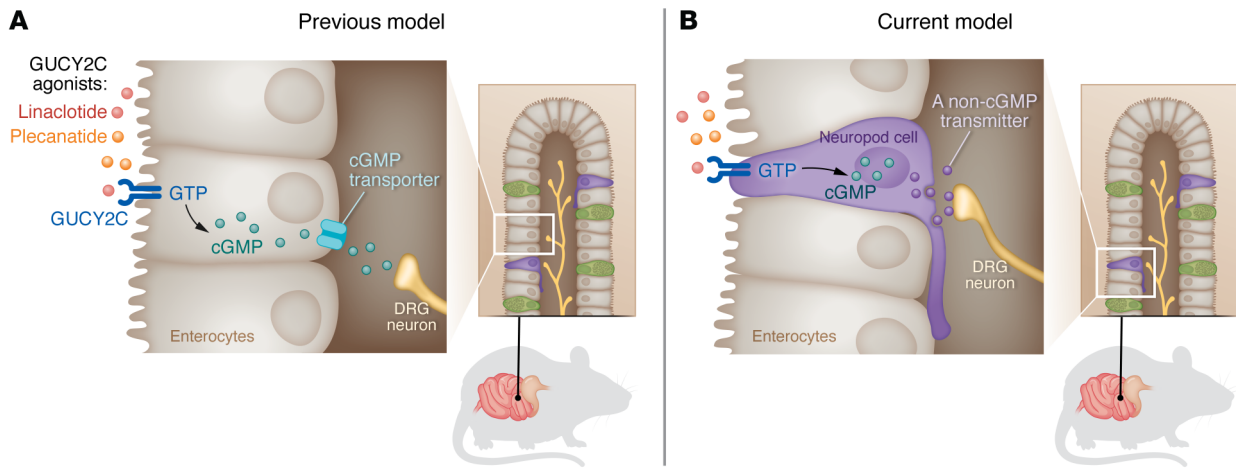 A
Previous model
GUCY2C
agonists:
Linaclotide
Plecanatide
GTP
GUCY2C
cGMP
cGMP
transporter
DRG
neuron
Enterocytes
B
Current model
A non-cGMP
transmitter
Neuropod cell
GTP
cGMP
DRG
neuron
Enterocytes